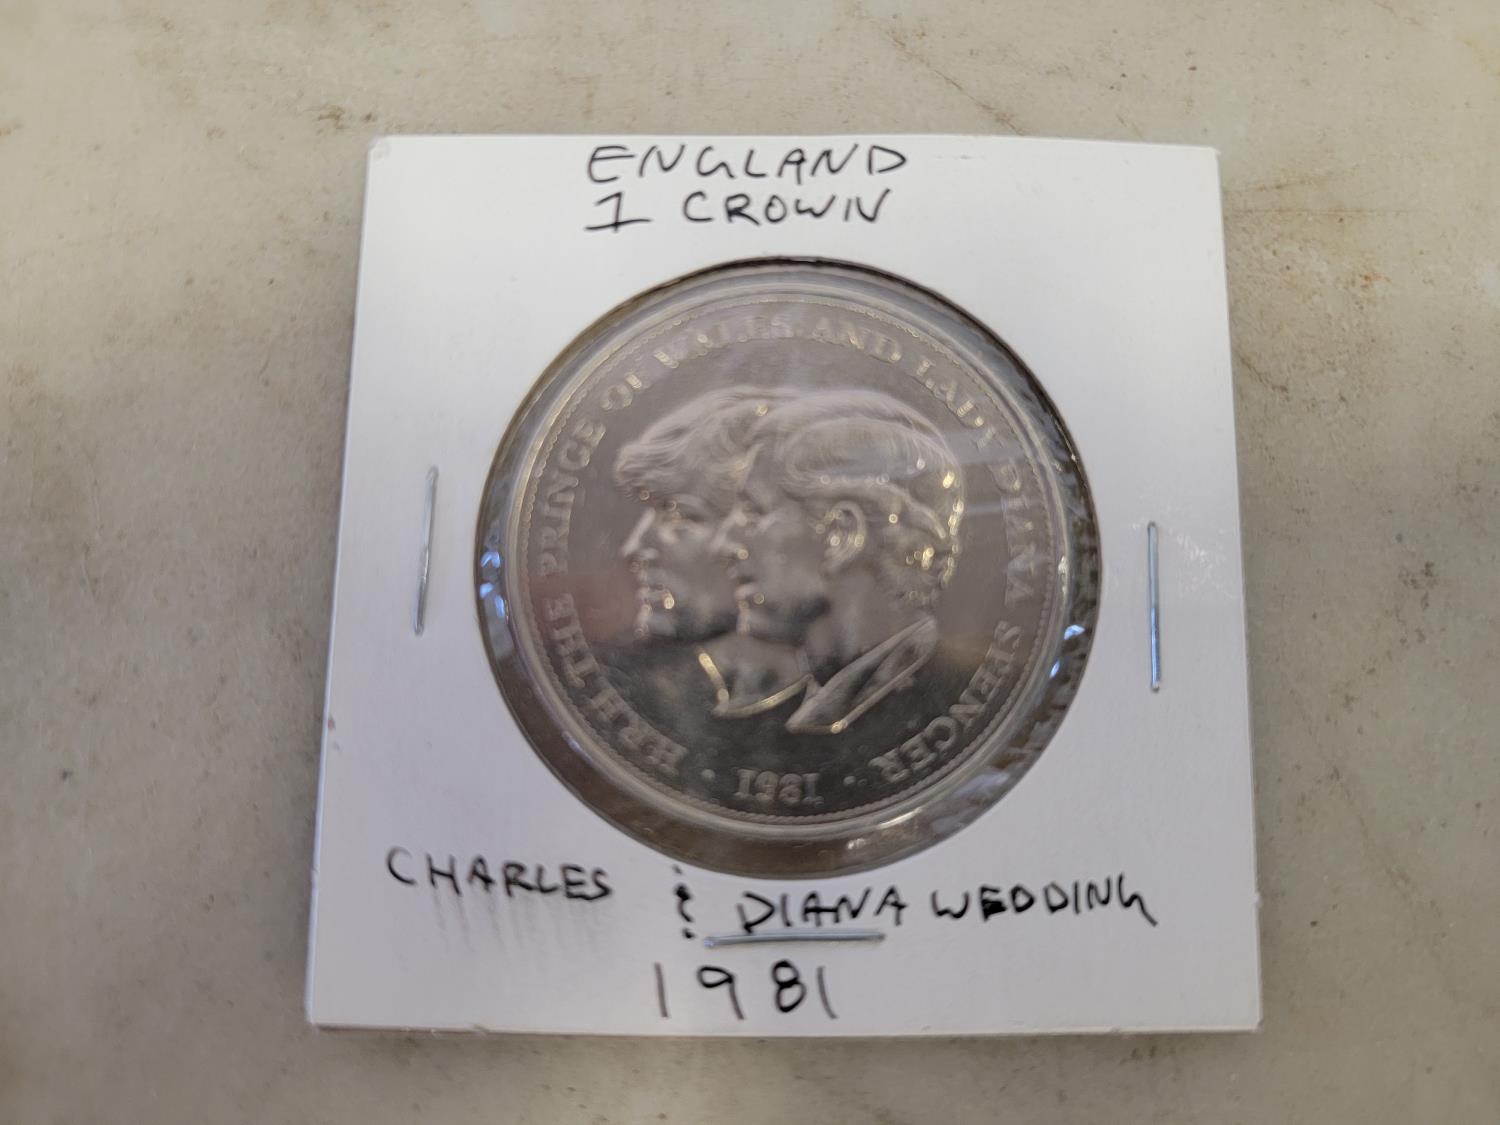 ENGLAND
1 CROWN
H.R.H. THE PRINCE OF WALES AND LADY DIANA SPENCER
· 1981 ·
CHARLES & DIANA WEDDING
1981